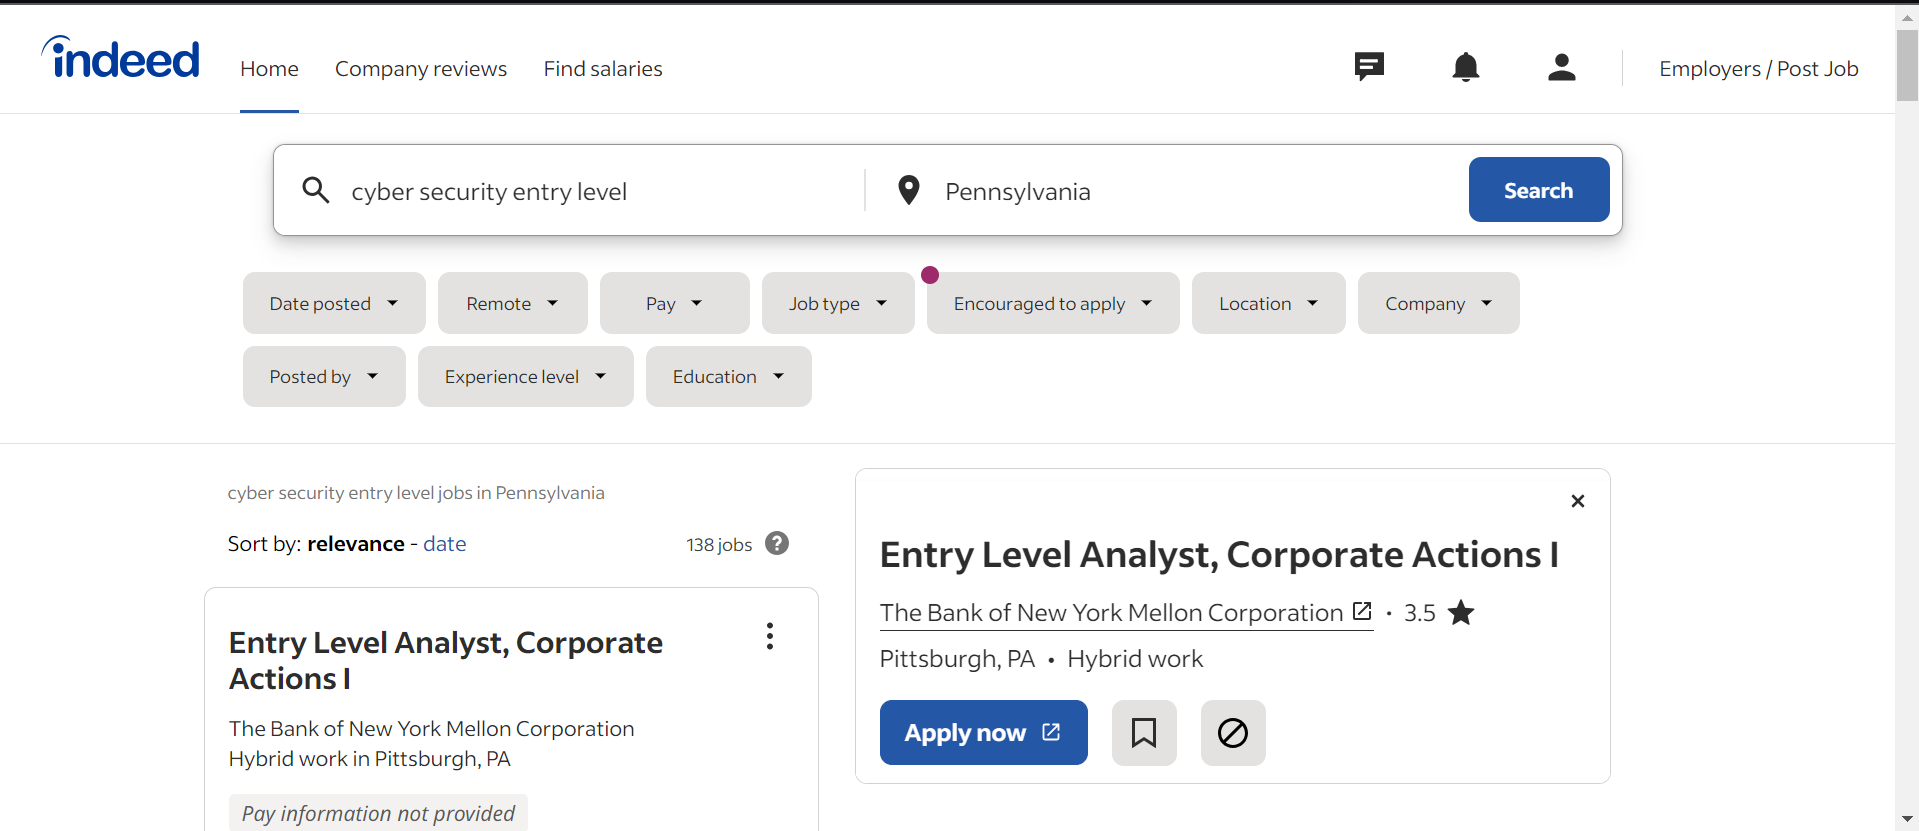 indeed
Home Company reviews Find salaries Employers / Post Job
cyber security entry level Pennsylvania Search
Date posted Remote Pay Job type Encouraged to apply Location Company
Posted by Experience level Education
cyber security entry level jobs in Pennsylvania
Sort by: relevance - date 138 jobs ?
Entry Level Analyst, Corporate
Actions I
The Bank of New York Mellon Corporation
Hybrid work in Pittsburgh, PA
Pay information not provided
Entry Level Analyst, Corporate Actions I
The Bank of New York Mellon Corporation • 3.5
Pittsburgh, PA • Hybrid work
Apply now